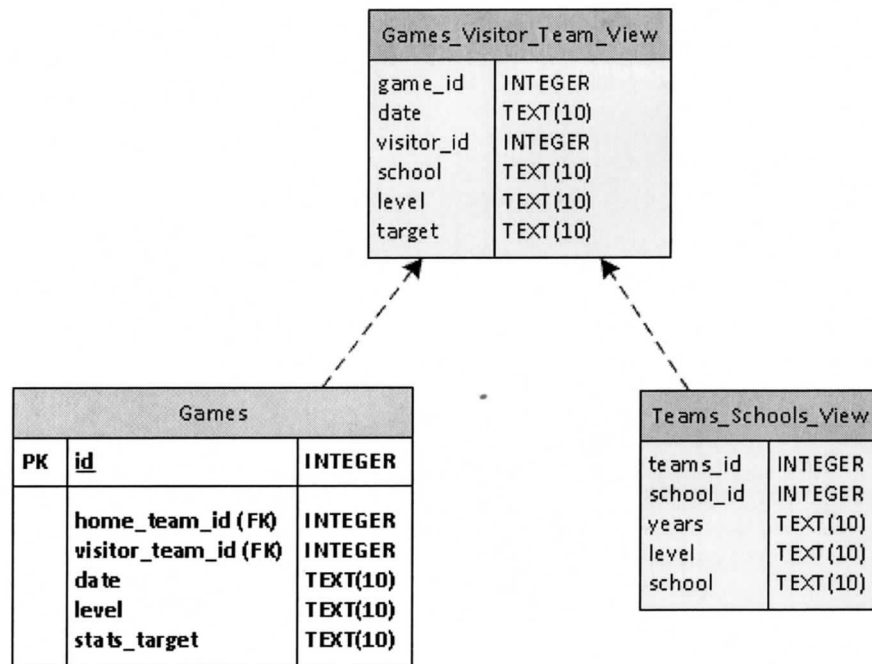 Games_Visitor_Team_View
game_id INTEGER
date TEXT(10)
visitor_id INTEGER
school TEXT(10)
level TEXT(10)
target TEXT(10)
Games
PK id INTEGER
home_team_id (FK) INTEGER
visitor_team_id (FK) INTEGER
date TEXT(10)
level TEXT(10)
stats_target TEXT(10)
Teams_Schools_View
teams_id INTEGER
school_id INTEGER
years TEXT(10)
level TEXT(10)
school TEXT(10)